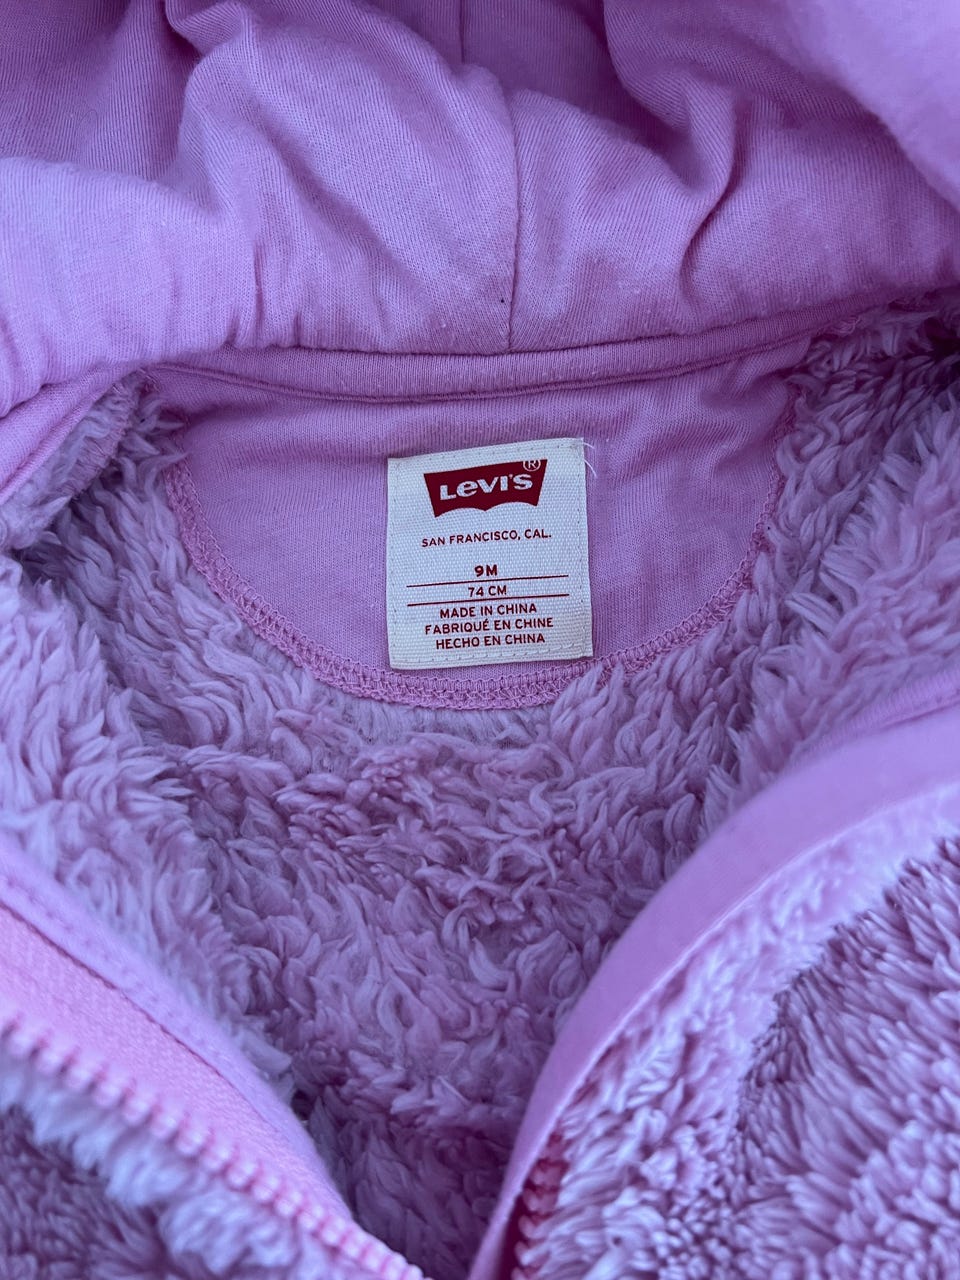 Levi's®
SAN FRANCISCO, CAL.
9M
74 CM
MADE IN CHINA
FABRIQUÉ EN CHINE
HECHO EN CHINA